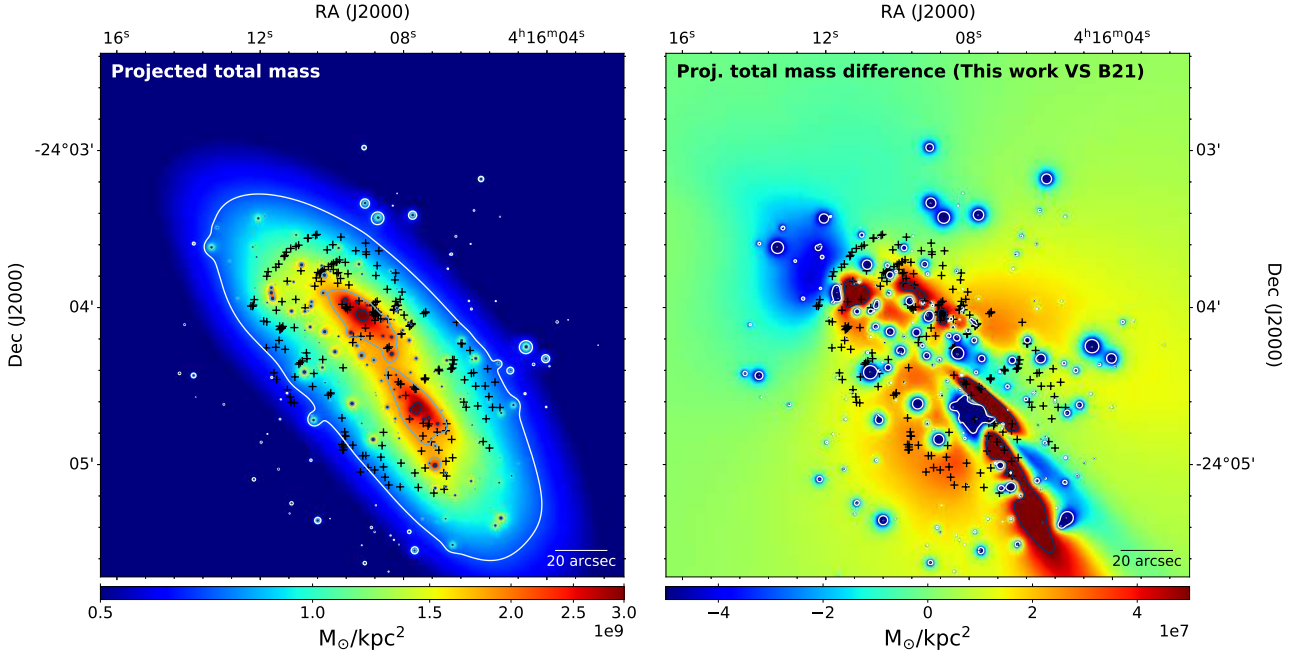 RA (J2000)
16ˢ 12ˢ 08ˢ 4ʰ16ᵐ04ˢ
Projected total mass
Dec (J2000)
-24°03'
04'
05'
20 arcsec
0.5 1.0 1.5 2.0 2.5 3.0
1e9
M☉/kpc²
RA (J2000)
16ˢ 12ˢ 08ˢ 4ʰ16ᵐ04ˢ
Proj. total mass difference (This work VS B21)
03'
04'
-24°05'
Dec (J2000)
20 arcsec
−4 −2 0 2 4
1e7
M☉/kpc²